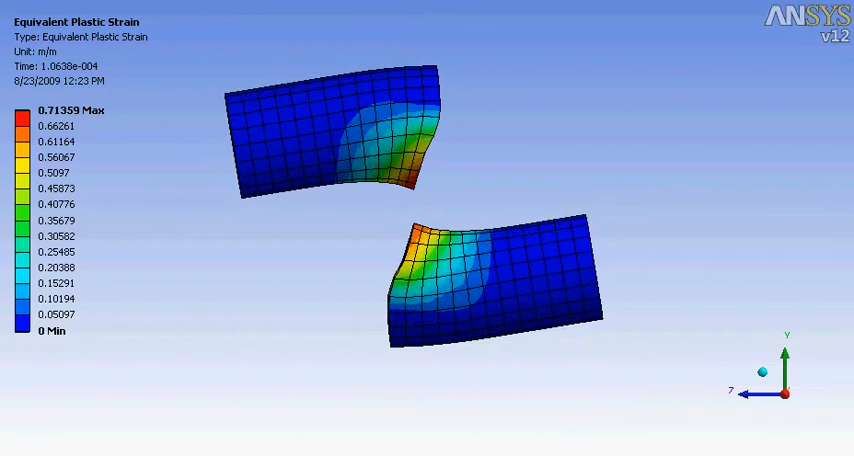 Equivalent Plastic Strain
Type: Equivalent Plastic Strain
Unit: m/m
Time: 1.0638e-004
8/23/2009 12:23 PM
0.71359 Max
0.66261
0.61164
0.56067
0.5097
0.45873
0.40776
0.35679
0.30582
0.25485
0.20388
0.15291
0.10194
0.05097
0 Min
ANSYS
v12
Y
Z